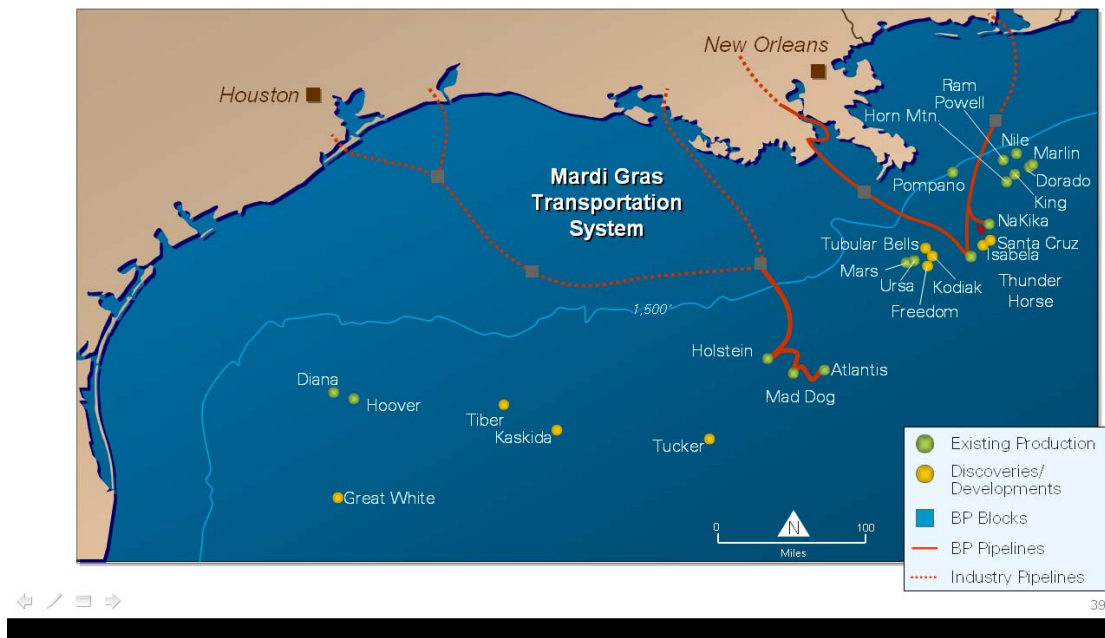 New Orleans
Houston
Ram
Powell
Horn Mtn.
Nile
Marlin
Dorado
King
Pompano
Mardi Gras
Transportation
System
NaKika
Santa Cruz
Isabela
Tubular Bells
Mars
Ursa
Kodiak
Freedom
Thunder
Horse
1,500'
Holstein
Atlantis
Mad Dog
Diana
Hoover
Tiber
Kaskida
Tucker
Great White
0
N
100
Miles
Existing Production
Discoveries/
Developments
BP Blocks
BP Pipelines
Industry Pipelines
39